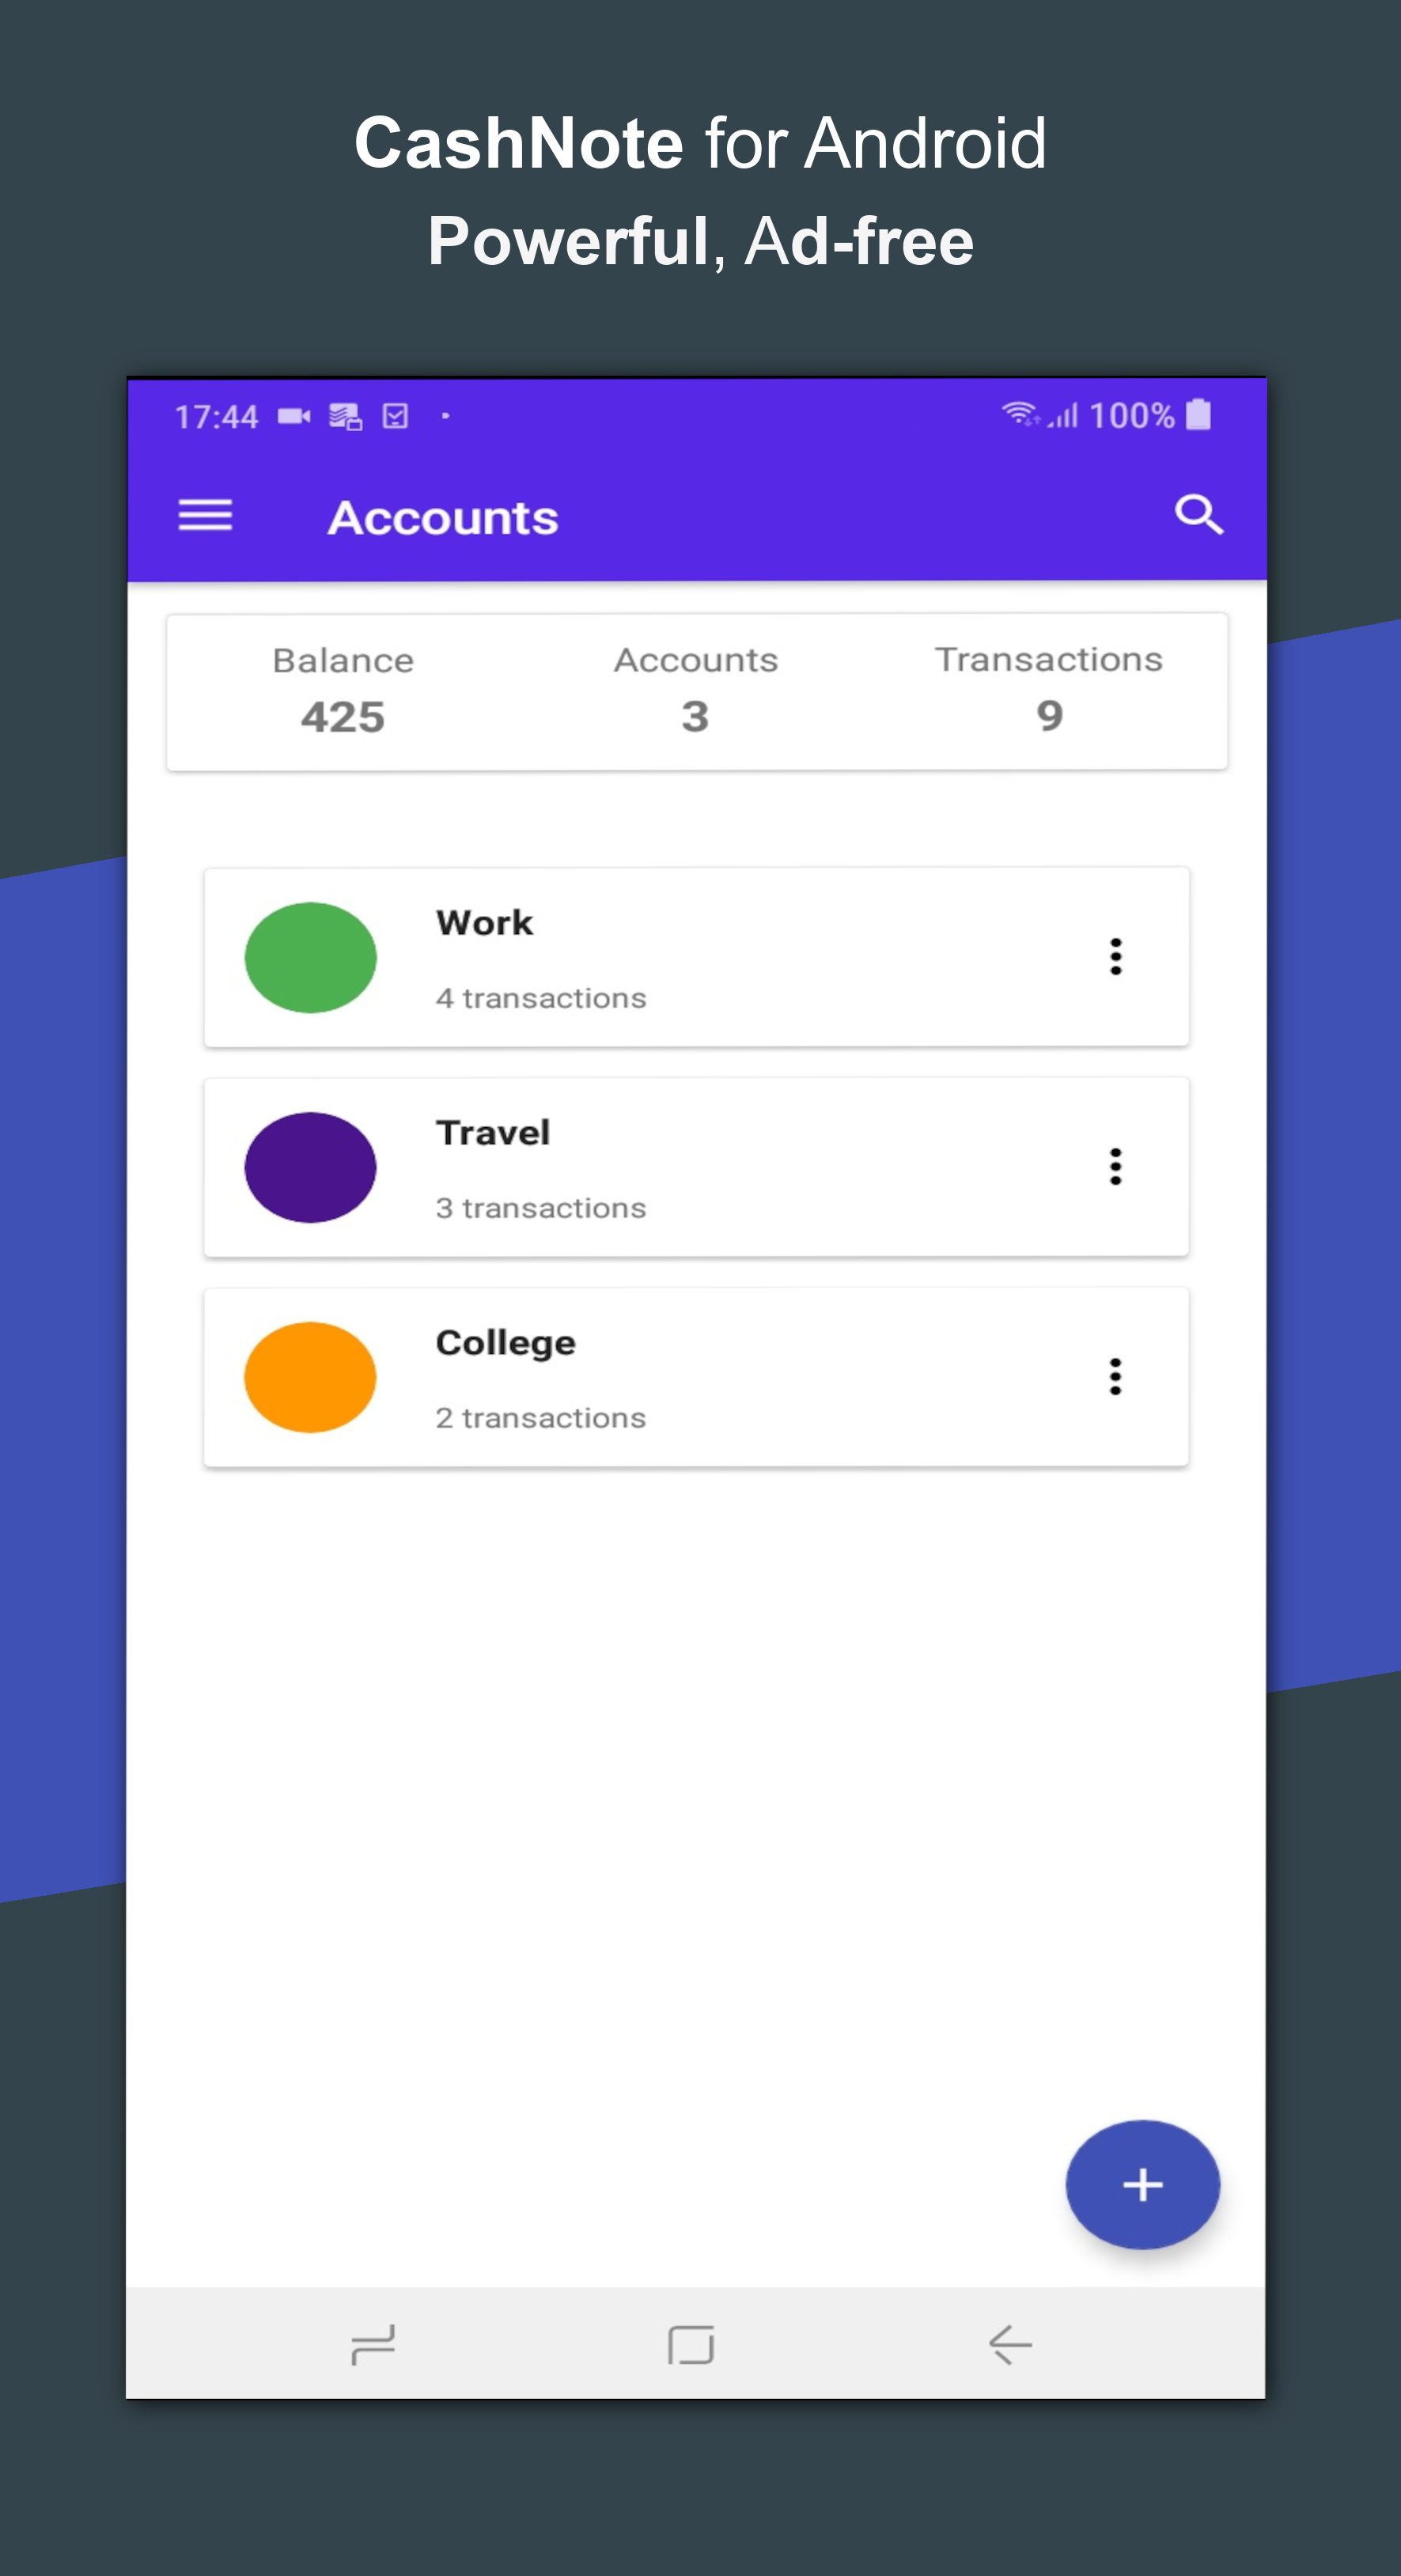 CashNote for Android
Powerful, Ad-free
17:44 100%
Accounts
Balance Accounts Transactions
425 3 9
Work
4 transactions
Travel
3 transactions
College
2 transactions